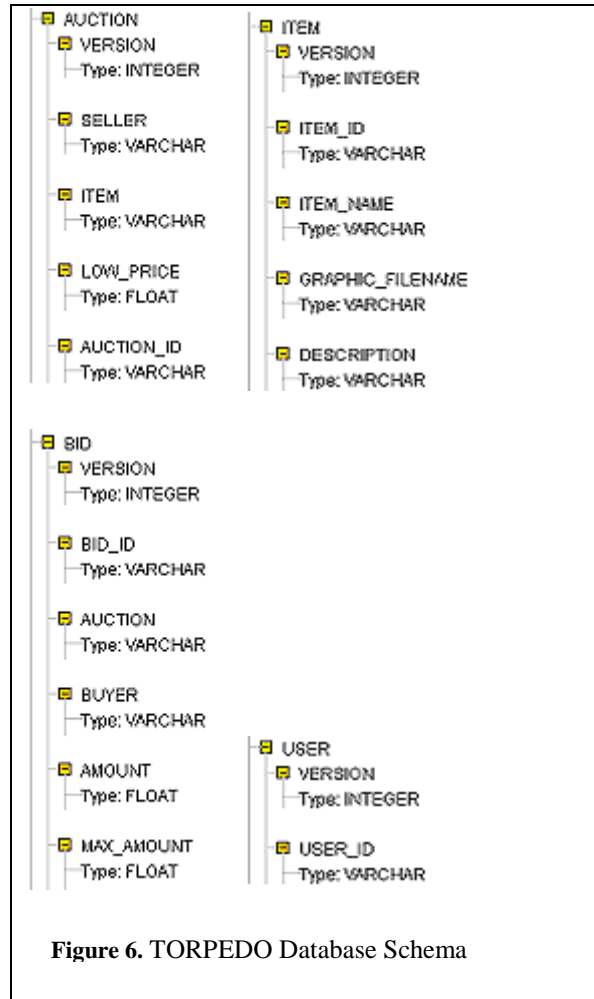 AUCTION
VERSION
Type: INTEGER
SELLER
Type: VARCHAR
ITEM
Type: VARCHAR
LOW_PRICE
Type: FLOAT
AUCTION_ID
Type: VARCHAR
ITEM
VERSION
Type: INTEGER
ITEM_ID
Type: VARCHAR
ITEM_NAME
Type: VARCHAR
GRAPHIC_FILENAME
Type: VARCHAR
DESCRIPTION
Type: VARCHAR
BID
VERSION
Type: INTEGER
BID_ID
Type: VARCHAR
AUCTION
Type: VARCHAR
BUYER
Type: VARCHAR
AMOUNT
Type: FLOAT
MAX_AMOUNT
Type: FLOAT
USER
VERSION
Type: INTEGER
USER_ID
Type: VARCHAR
Figure 6. TORPEDO Database Schema